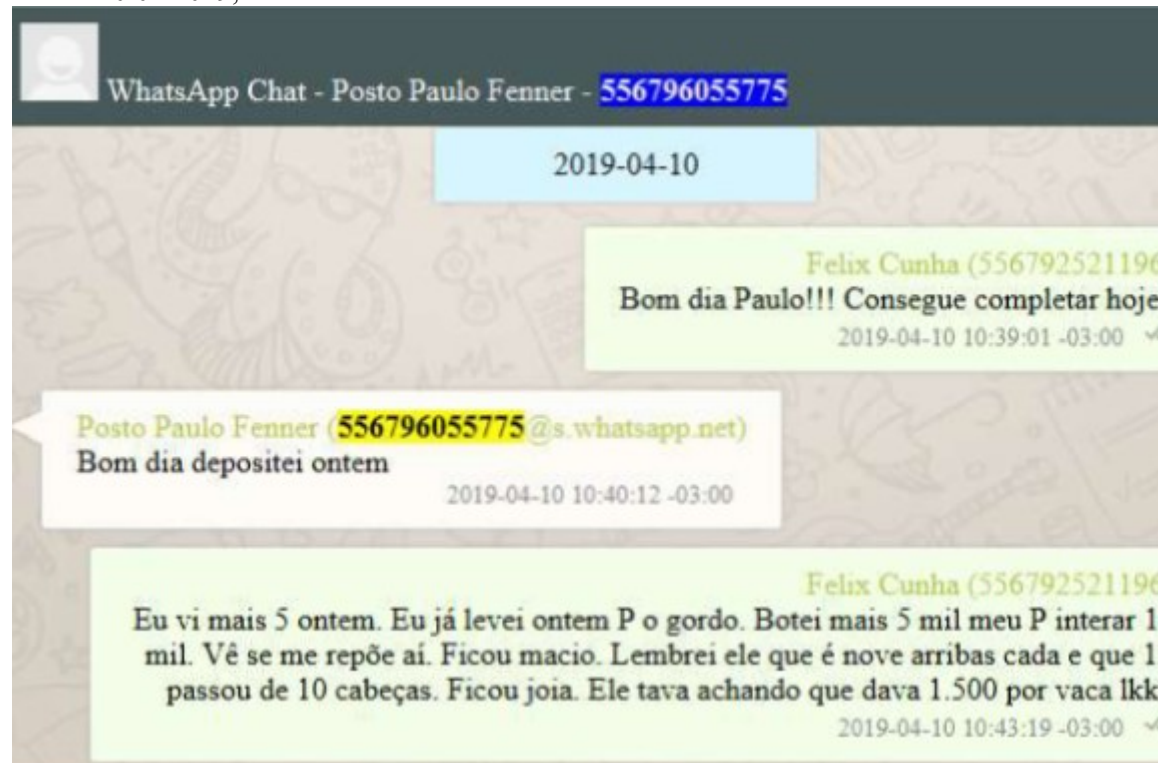 WhatsApp Chat - Posto Paulo Fenner - 556796055775
2019-04-10
Felix Cunha (556792521196
Bom dia Paulo!!! Consegue completar hoje
2019-04-10 10:39:01 -03:00
Posto Paulo Fenner (556796055775@s.whatsapp.net)
Bom dia depositei ontem
2019-04-10 10:40:12 -03:00
Felix Cunha (556792521196
Eu vi mais 5 ontem. Eu já levei ontem P o gordo. Botei mais 5 mil meu P interar 1
mil. Vê se me repõe aí. Ficou macio. Lembrei ele que é nove arribas cada e que 1
passou de 10 cabeças. Ficou joia. Ele tava achando que dava 1.500 por vaca lkk
2019-04-10 10:43:19 -03:00